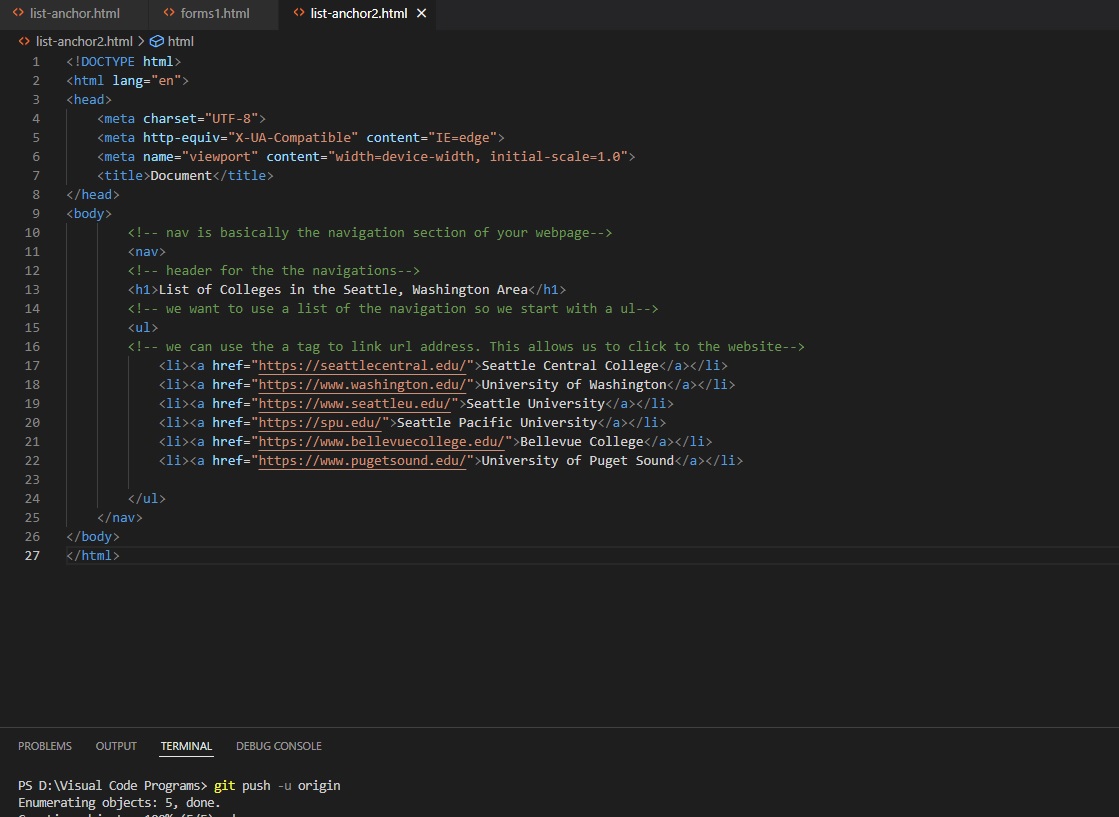 list-anchor.html forms1.html list-anchor2.html
list-anchor2.html > html
1 <!DOCTYPE html>
2 <html lang="en">
3 <head>
4 <meta charset="UTF-8">
5 <meta http-equiv="X-UA-Compatible" content="IE=edge">
6 <meta name="viewport" content="width=device-width, initial-scale=1.0">
7 <title>Document</title>
8 </head>
9 <body>
10 <!-- nav is basically the navigation section of your webpage-->
11 <nav>
12 <!-- header for the the navigations-->
13 <h1>List of Colleges in the Seattle, Washington Area</h1>
14 <!-- we want to use a list of the navigation so we start with a ul-->
15 <ul>
16 <!-- we can use the a tag to link url address. This allows us to click to the website-->
17 <li><a href="https://seattlecentral.edu/">Seattle Central College</a></li>
18 <li><a href="https://www.washington.edu/">University of Washington</a></li>
19 <li><a href="https://www.seattleu.edu/">Seattle University</a></li>
20 <li><a href="https://spu.edu/">Seattle Pacific University</a></li>
21 <li><a href="https://www.bellevuecollege.edu/">Bellevue College</a></li>
22 <li><a href="https://www.pugetsound.edu/">University of Puget Sound</a></li>
23
24 </ul>
25 </nav>
26 </body>
27 </html>
PROBLEMS OUTPUT TERMINAL DEBUG CONSOLE
PS D:\Visual Code Programs> git push -u origin
Enumerating objects: 5, done.